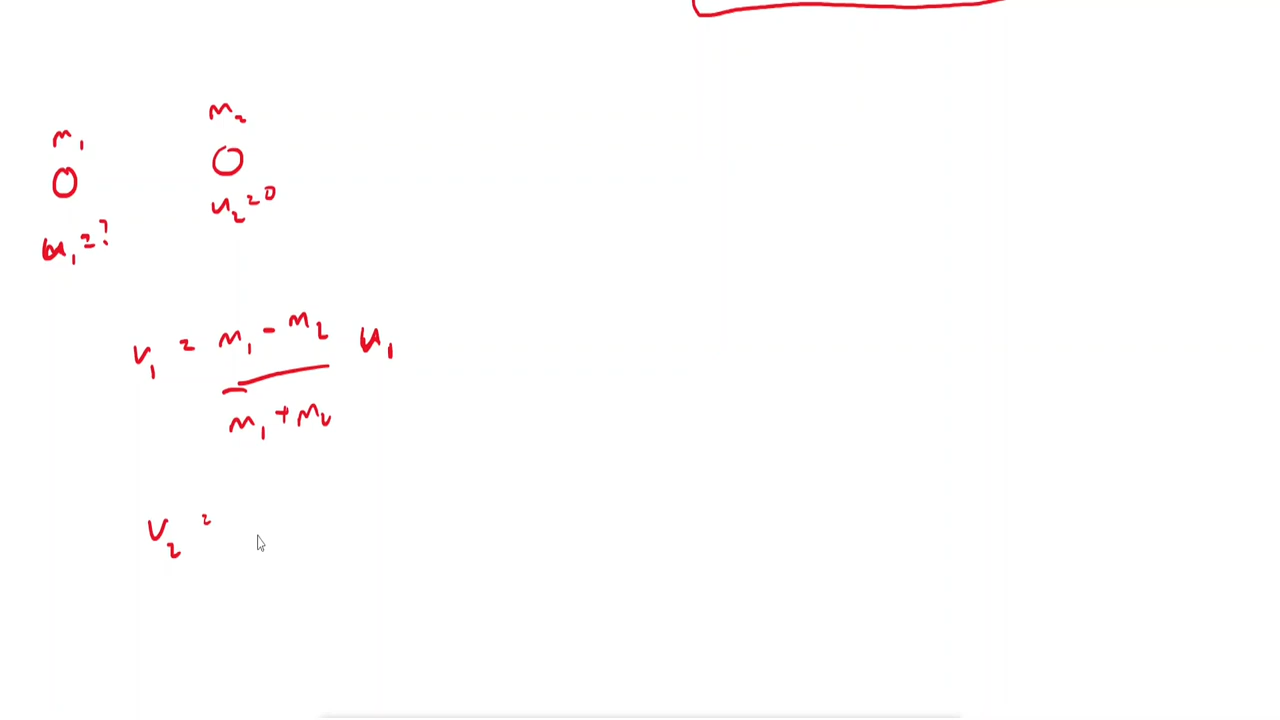 m₂
m₁
u₂ = 0
u₁ = ?
v₁ = m₁ - m₂ / m₁ + m₂ u₁
v₂ =